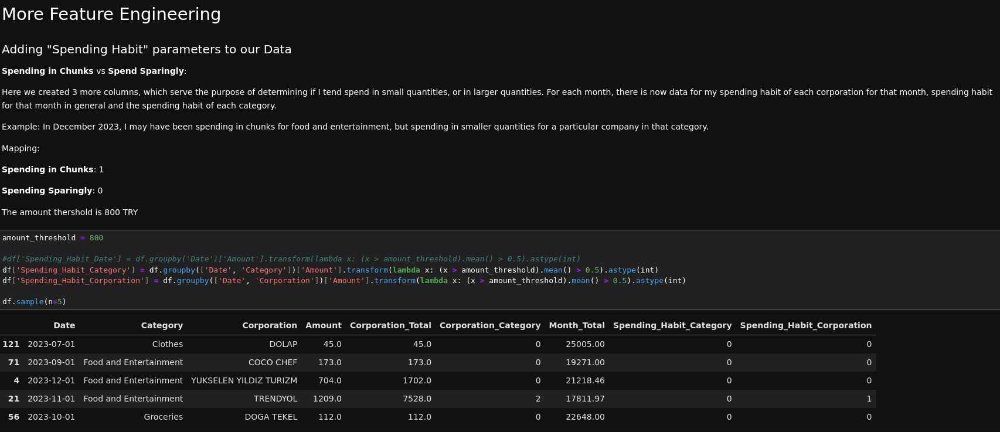 More Feature Engineering
Adding "Spending Habit" parameters to our Data
Spending in Chunks vs Spend Sparingly:
Here we created 3 more columns, which serve the purpose of determining if I tend spend in small quantities, or in larger quantities. For each month, there is now data for my spending habit of each corporation for that month, spending habit
for that month in general and the spending habit of each category.
Example: In December 2023, I may have been spending in chunks for food and entertainment, but spending in smaller quantities for a particular company in that category.
Mapping:
Spending in Chunks: 1
Spending Sparingly: 0
The amount thershold is 800 TRY
amount_threshold = 800
#df['Spending_Habit_Date'] = df.groupby('Date')['Amount'].transform(lambda x: (x > amount_threshold).mean() > 0.5).astype(int)
df['Spending_Habit_Category'] = df.groupby(['Date', 'Category'])['Amount'].transform(lambda x: (x > amount_threshold).mean() > 0.5).astype(int)
df['Spending_Habit_Corporation'] = df.groupby(['Date', 'Corporation'])['Amount'].transform(lambda x: (x > amount_threshold).mean() > 0.5).astype(int)
df.sample(n=5)
Date Category Corporation Amount Corporation_Total Corporation_Category Month_Total Spending_Habit_Category Spending_Habit_Corporation
121 2023-07-01 Clothes DOLAP 45.0 45.0 0 25005.00 0 0
71 2023-09-01 Food and Entertainment COCO CHEF 173.0 173.0 0 19271.00 0 0
4 2023-12-01 Food and Entertainment YUKSELEN YILDIZ TURIZM 704.0 1702.0 0 21218.46 0 0
21 2023-11-01 Food and Entertainment TRENDYOL 1209.0 7528.0 2 17811.97 0 1
56 2023-10-01 Groceries DOGA TEKEL 112.0 112.0 0 22648.00 0 0